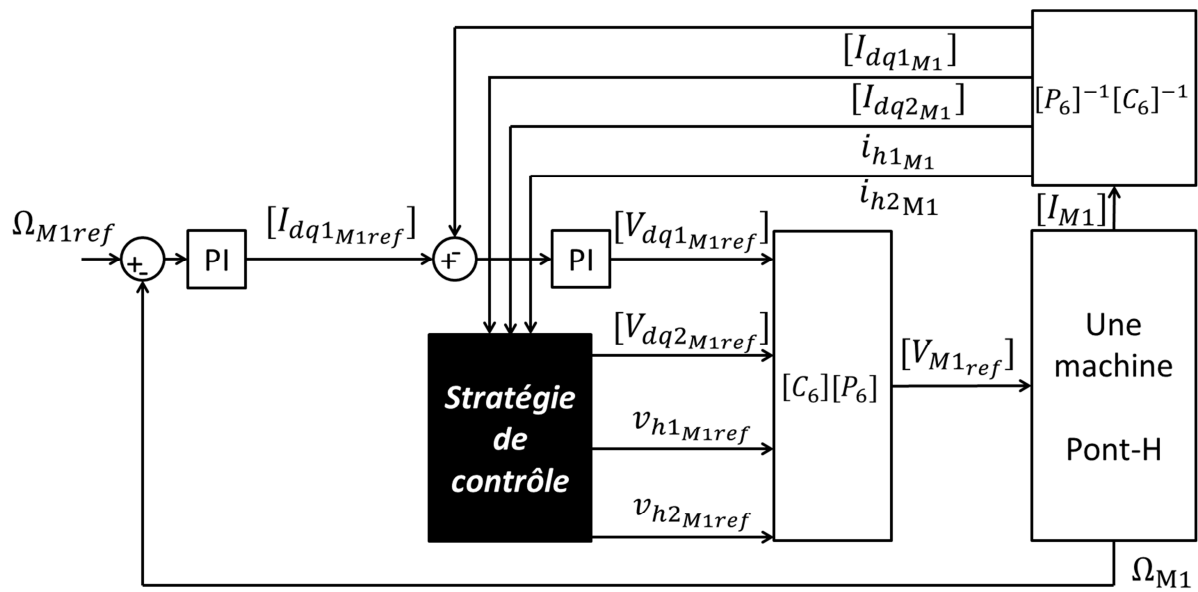 [I_{dq1_{M1}}]
[I_{dq2_{M1}}]
[P_6]^{-1}[C_6]^{-1}
i_{h1_{M1}}
i_{h2_{M1}}
[I_{M1}]
Ω_{M1ref}
[I_{dq1_{M1ref}}]
[V_{dq1_{M1ref}}]
+
-
PI
+
-
PI
[V_{dq2_{M1ref}}]
Stratégie
de
contrôle
v_{h1_{M1ref}}
v_{h2_{M1ref}}
[C_6][P_6]
[V_{M1_{ref}}]
Une
machine
Pont-H
Ω_{M1}